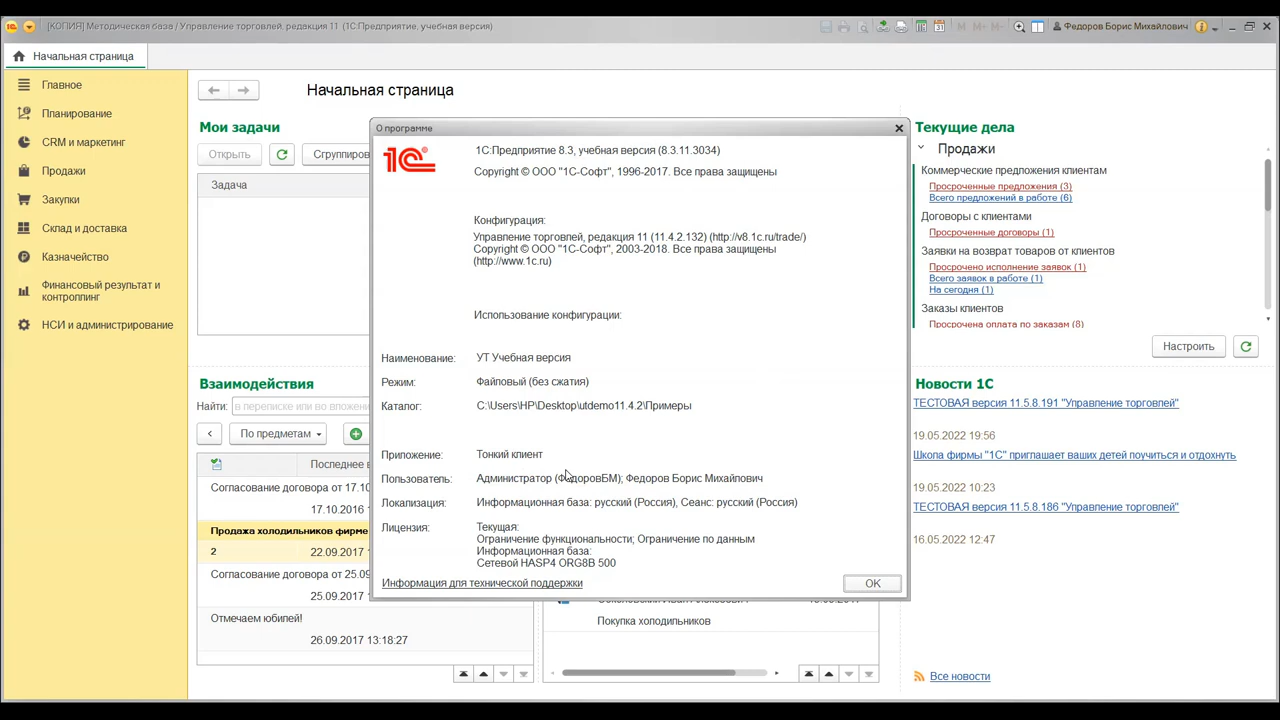 [КОПИЯ] Методическая база / Управление торговлей, редакция 11 (1С:Предприятие, учебная версия)
M M+ M-
Федоров Борис Михайлович
Начальная страница
Главное
Планирование
CRM и маркетинг
Продажи
Закупки
Склад и доставка
Казначейство
Финансовый результат и
контроллинг
НСИ и администрирование
Начальная страница
Мои задачи
Открыть
Сгруппиров
Задача
Взаимодействия
Найти:
в переписке или во вложени
По предметам
Последнее в
Согласование договора от 17.10
17.10.2016 1
Продажа холодильников фирме
2
22.09.2017 1
Согласование договора от 25.09
25.09.2017 1
Отмечаем юбилей!
26.09.2017 13:18:27
О программе
1С
1С:Предприятие 8.3, учебная версия (8.3.11.3034)
Copyright © ООО "1С-Софт", 1996-2017. Все права защищены
Конфигурация:
Управление торговлей, редакция 11 (11.4.2.132) (http://v8.1c.ru/trade/)
Copyright © ООО "1С-Софт", 2003-2018. Все права защищены
(http://www.1c.ru)
Использование конфигурации:
Наименование: УТ Учебная версия
Режим: Файловый (без сжатия)
Каталог: C:\Users\HP\Desktop\utdemo11.4.2\Примеры
Приложение: Тонкий клиент
Пользователь: Администратор (ФедоровБМ); Федоров Борис Михайлович
Локализация: Информационная база: русский (Россия), Сеанс: русский (Россия)
Лицензия: Текущая:
Ограничение функциональности; Ограничение по данным
Информационная база:
Сетевой HASP4 ORG8B 500
Информация для технической поддержки
OK
Покупка холодильников
Текущие дела
Продажи
Коммерческие предложения клиентам
Просроченные предложения (3)
Всего предложений в работе (6)
Договоры с клиентами
Просроченные договоры (1)
Заявки на возврат товаров от клиентов
Просрочено исполнение заявок (1)
Всего заявок в работе (1)
На сегодня (1)
Заказы клиентов
Просрочена оплата по заказам (8)
Настроить
Новости 1С
ТЕСТОВАЯ версия 11.5.8.191 "Управление торговлей"
19.05.2022 19:56
Школа фирмы "1С" приглашает ваших детей поучиться и отдохнуть
19.05.2022 10:23
ТЕСТОВАЯ версия 11.5.8.186 "Управление торговлей"
16.05.2022 12:47
Все новости